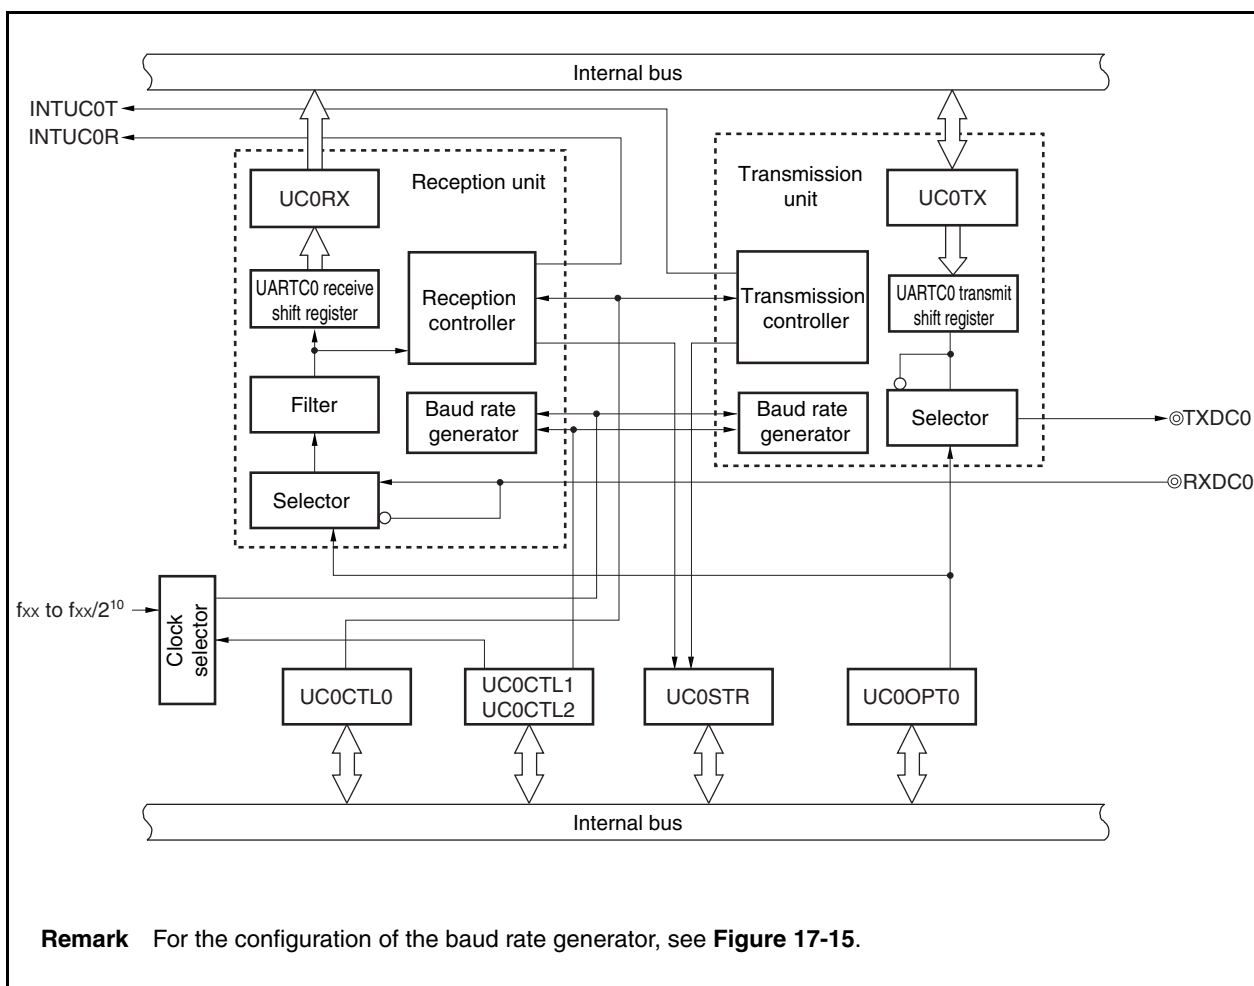 Internal bus
INTUC0T
INTUC0R
Reception unit
Transmission
unit
UC0RX
UC0TX
UARTC0 receive
shift register
Reception
controller
Transmission
controller
UARTC0 transmit
shift register
Filter
Baud rate
generator
Baud rate
generator
Selector
TXDC0
Selector
RXDC0
fxx to fxx/2¹⁰
Clock
selector
UC0CTL0
UC0CTL1
UC0CTL2
UC0STR
UC0OPT0
Internal bus
Remark For the configuration of the baud rate generator, see Figure 17-15.